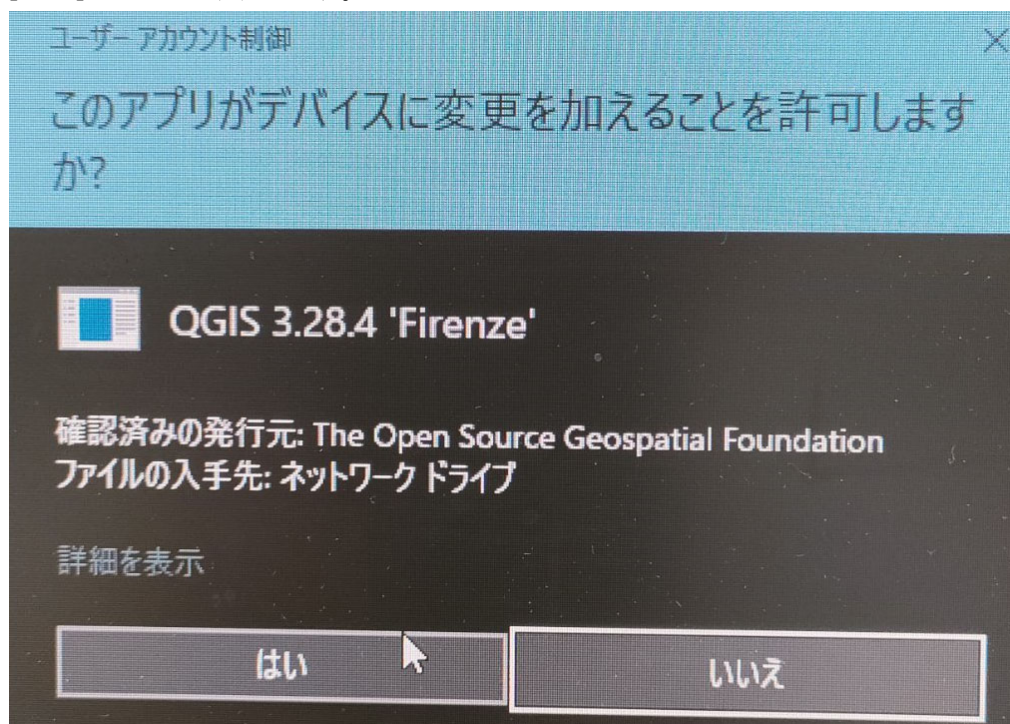 ユーザー アカウント制御
このアプリがデバイスに変更を加えることを許可します
か?
QGIS 3.28.4 'Firenze'
確認済みの発行元: The Open Source Geospatial Foundation
ファイルの入手先: ネットワーク ドライブ
詳細を表示
はい
いいえ